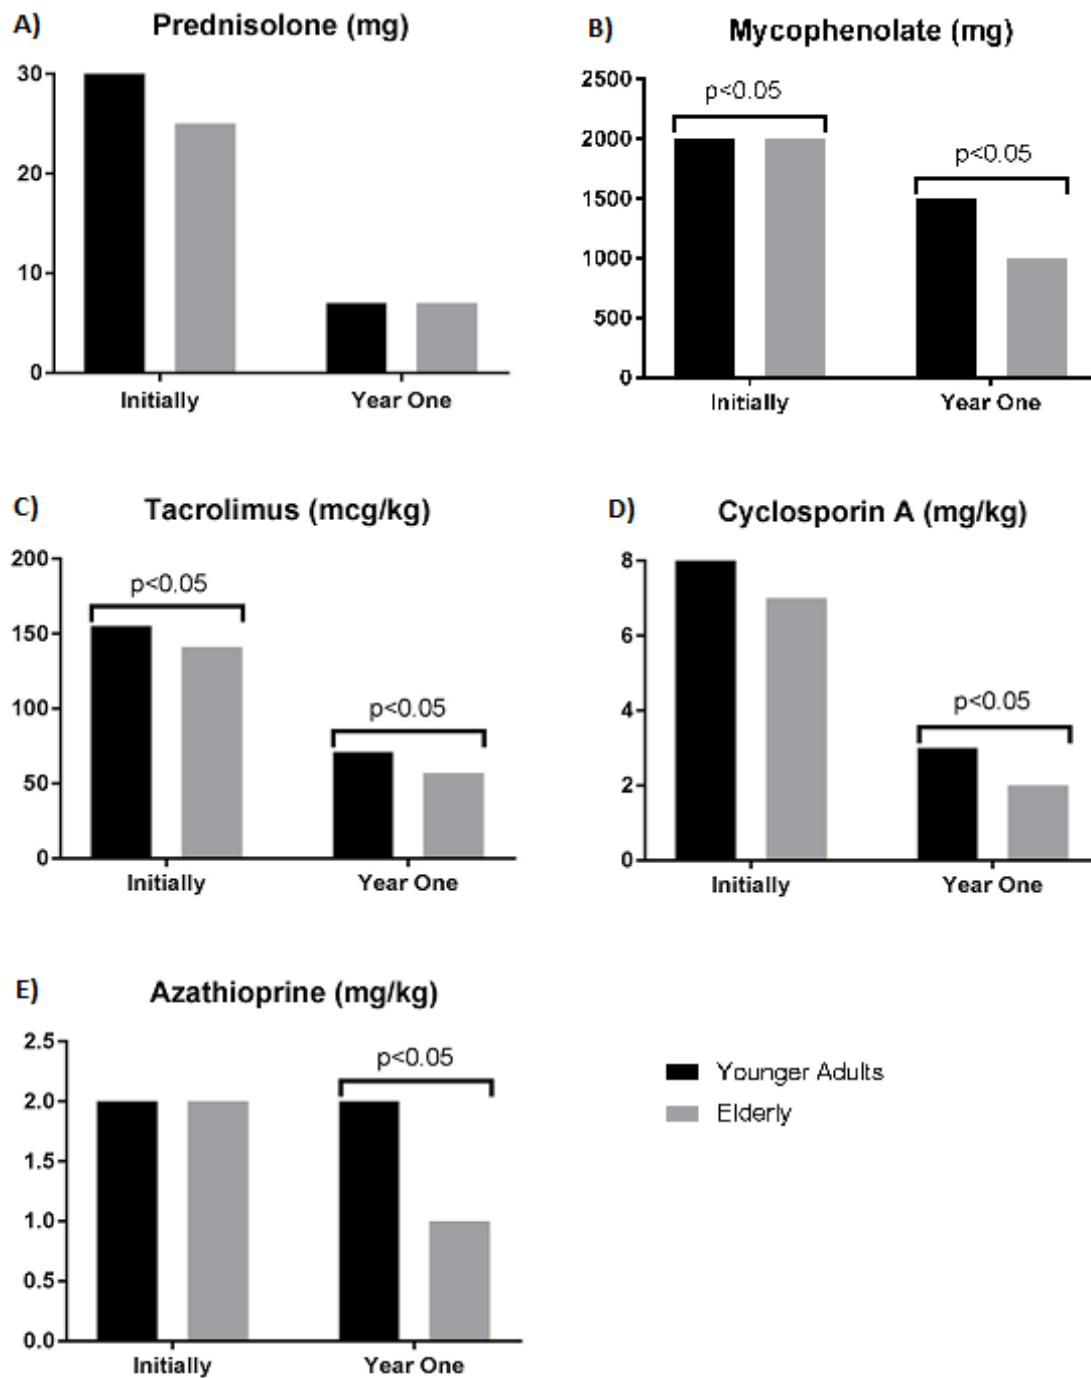 A) Prednisolone (mg)
30
20
10
0
Initially Year One
B) Mycophenolate (mg)
2500
2000
1500
1000
500
0
p<0.05
p<0.05
Initially Year One
C) Tacrolimus (mcg/kg)
200
150
100
50
0
p<0.05
p<0.05
Initially Year One
D) Cyclosporin A (mg/kg)
8
6
4
2
0
p<0.05
Initially Year One
E) Azathioprine (mg/kg)
2.5
2.0
1.5
1.0
0.5
0.0
p<0.05
Initially Year One
Younger Adults
Elderly